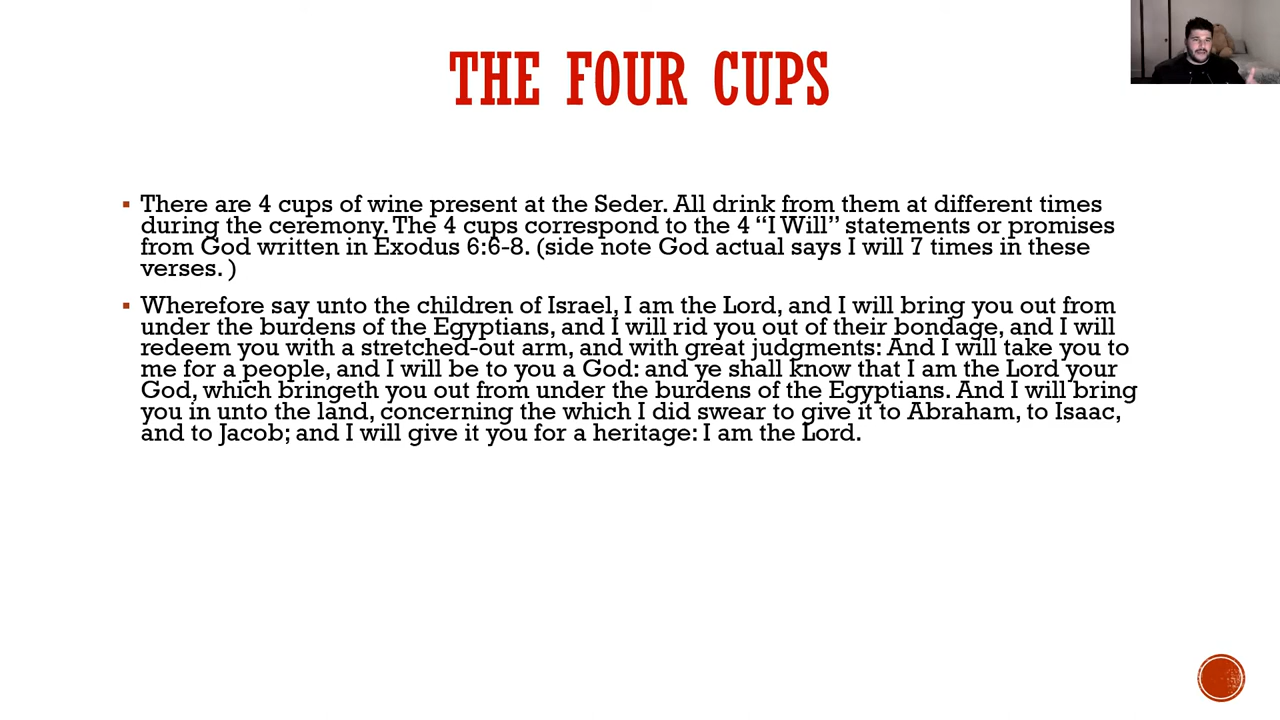 THE FOUR CUPS
▪ There are 4 cups of wine present at the Seder. All drink from them at different times
during the ceremony. The 4 cups correspond to the 4 “I Will” statements or promises
from God written in Exodus 6:6-8. (side note God actual says I will 7 times in these
verses. )
▪ Wherefore say unto the children of Israel, I am the Lord, and I will bring you out from
under the burdens of the Egyptians, and I will rid you out of their bondage, and I will
redeem you with a stretched-out arm, and with great judgments: And I will take you to
me for a people, and I will be to you a God: and ye shall know that I am the Lord your
God, which bringeth you out from under the burdens of the Egyptians. And I will bring
you in unto the land, concerning the which I did swear to give it to Abraham, to Isaac,
and to Jacob; and I will give it you for a heritage: I am the Lord.